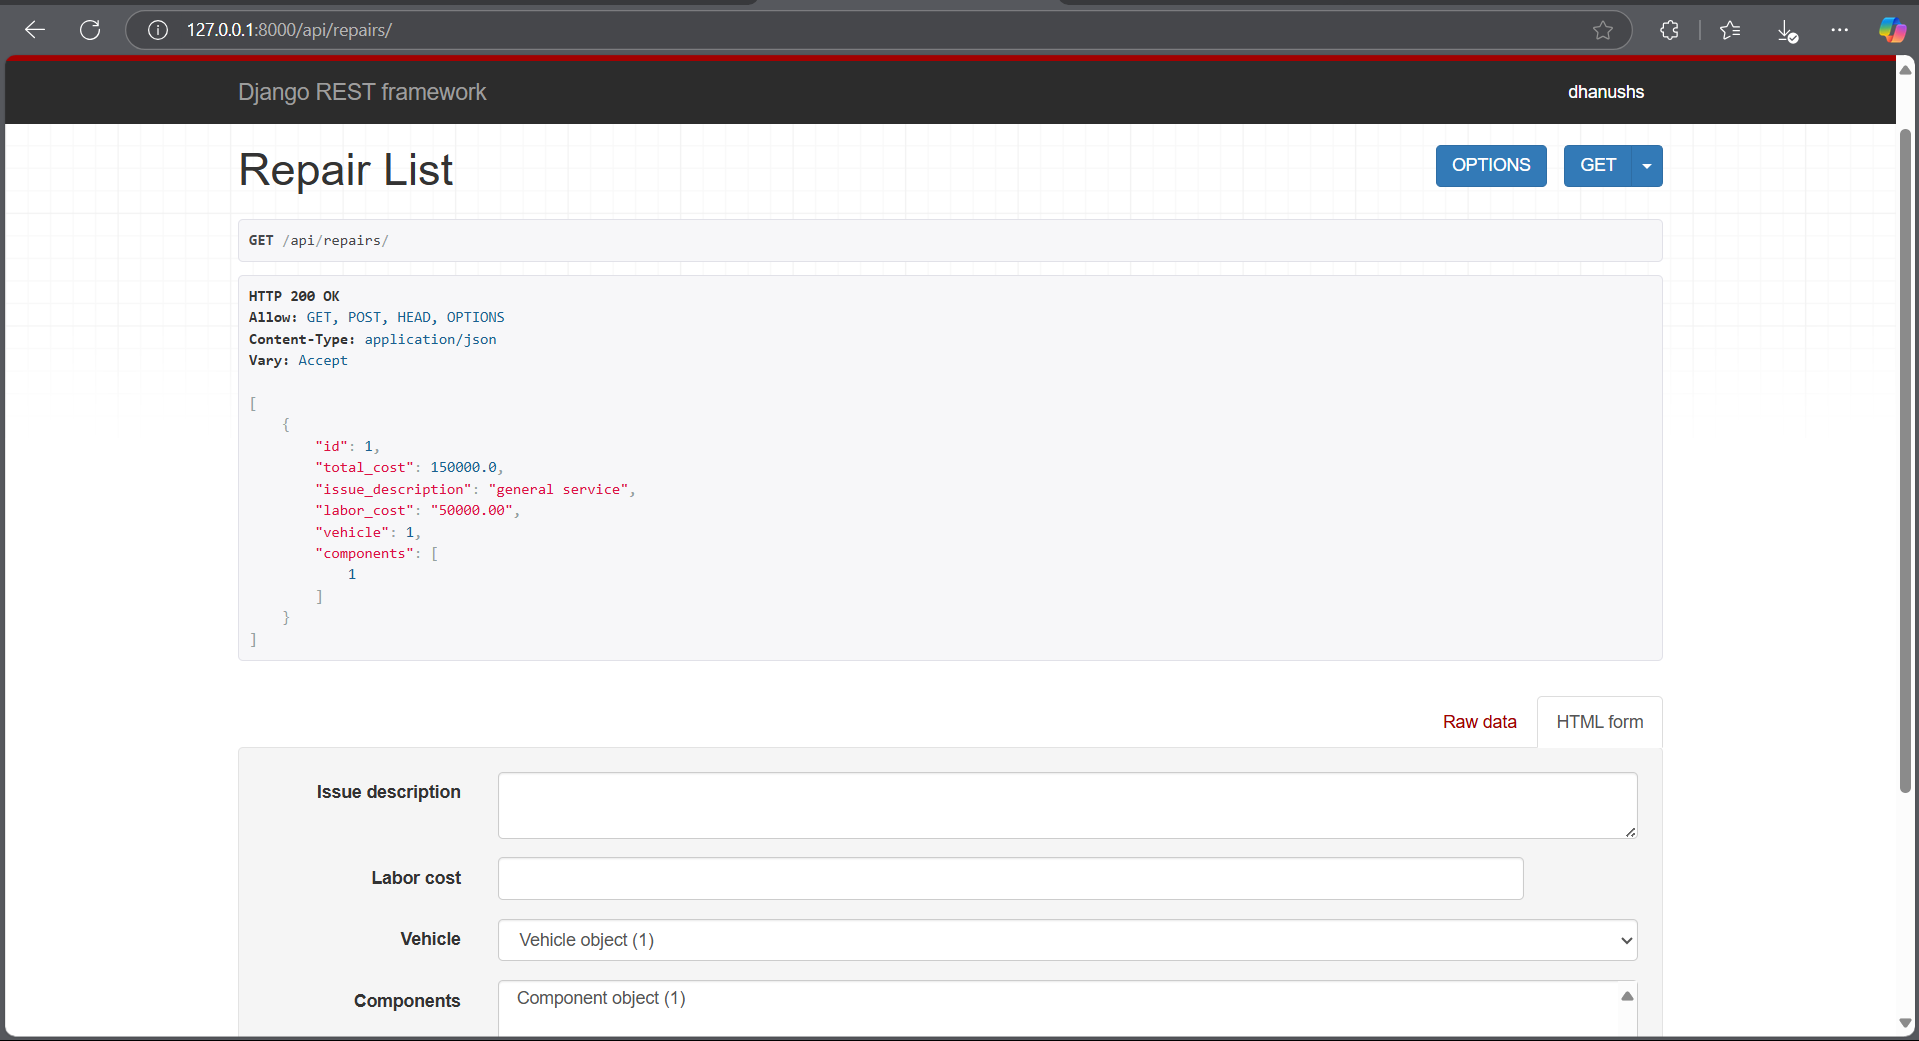 127.0.0.1:8000/api/repairs/
Django REST framework
dhanushs
Repair List
OPTIONS
GET
GET /api/repairs/
HTTP 200 OK
Allow: GET, POST, HEAD, OPTIONS
Content-Type: application/json
Vary: Accept
[
{
"id": 1,
"total_cost": 150000.0,
"issue_description": "general service",
"labor_cost": "50000.00",
"vehicle": 1,
"components": [
1
]
}
]
Raw data
HTML form
Issue description
Labor cost
Vehicle
Vehicle object (1)
Components
Component object (1)